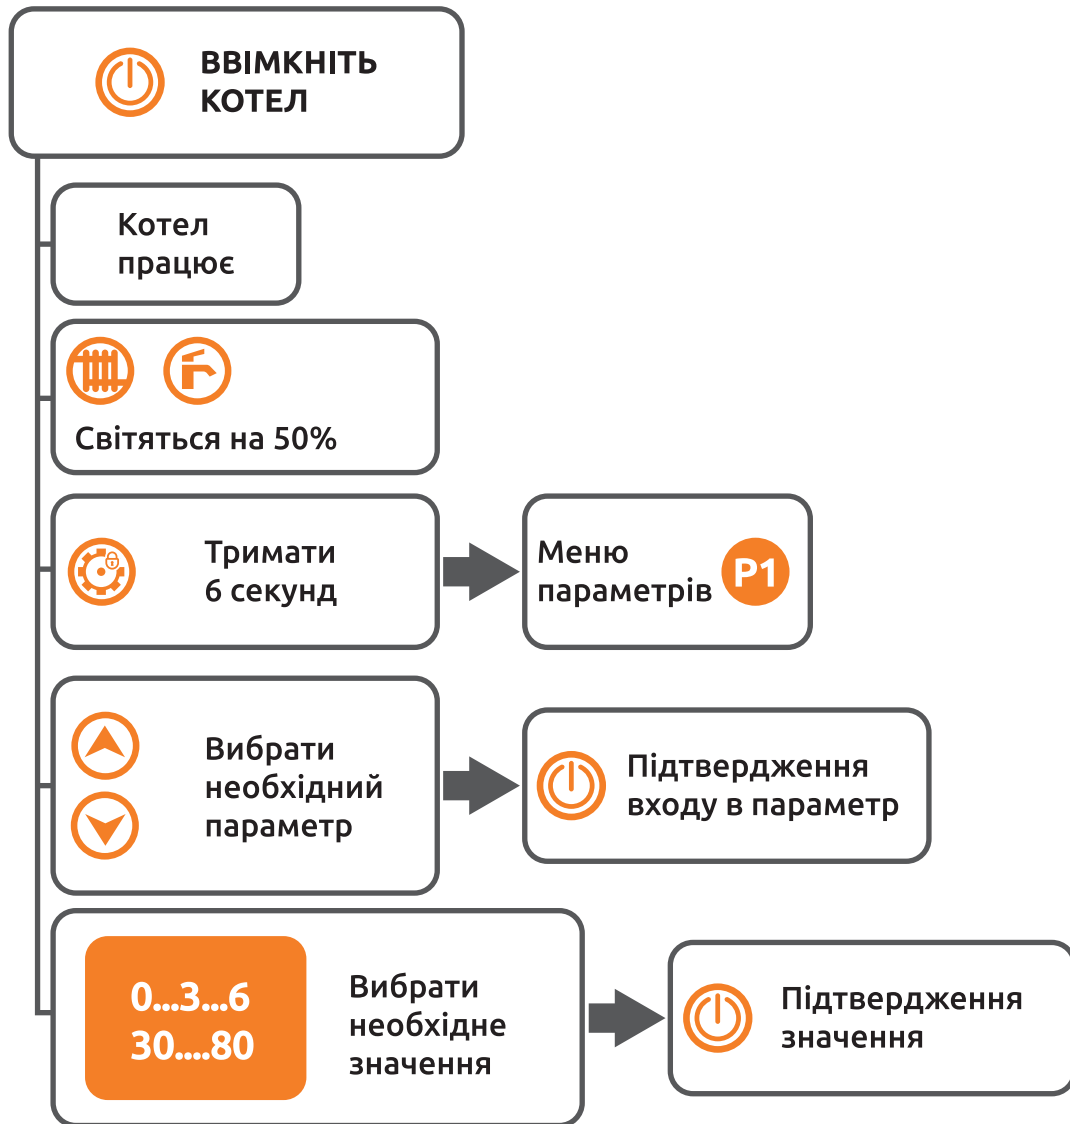 ВВІМКНІТЬ
КОТЕЛ
Котел
працює
Світяться на 50%
Тримати
6 секунд
Меню
параметрів
P1
Вибрати
необхідний
параметр
Підтвердження
входу в параметр
0...3...6
30....80
Вибрати
необхідне
значення
Підтвердження
значення